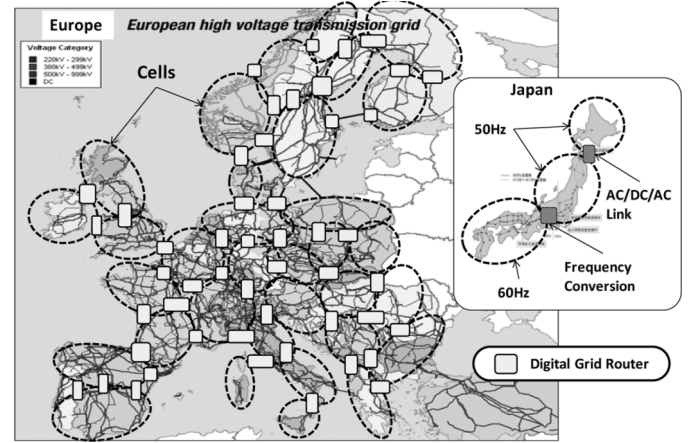 Europe
European high voltage transmission grid
Voltage Category
220kV - 299kV
300kV - 499kV
500kV - 999kV
DC
Cells
Japan
50Hz
AC/DC/AC
Link
Frequency
Conversion
60Hz
Digital Grid Router